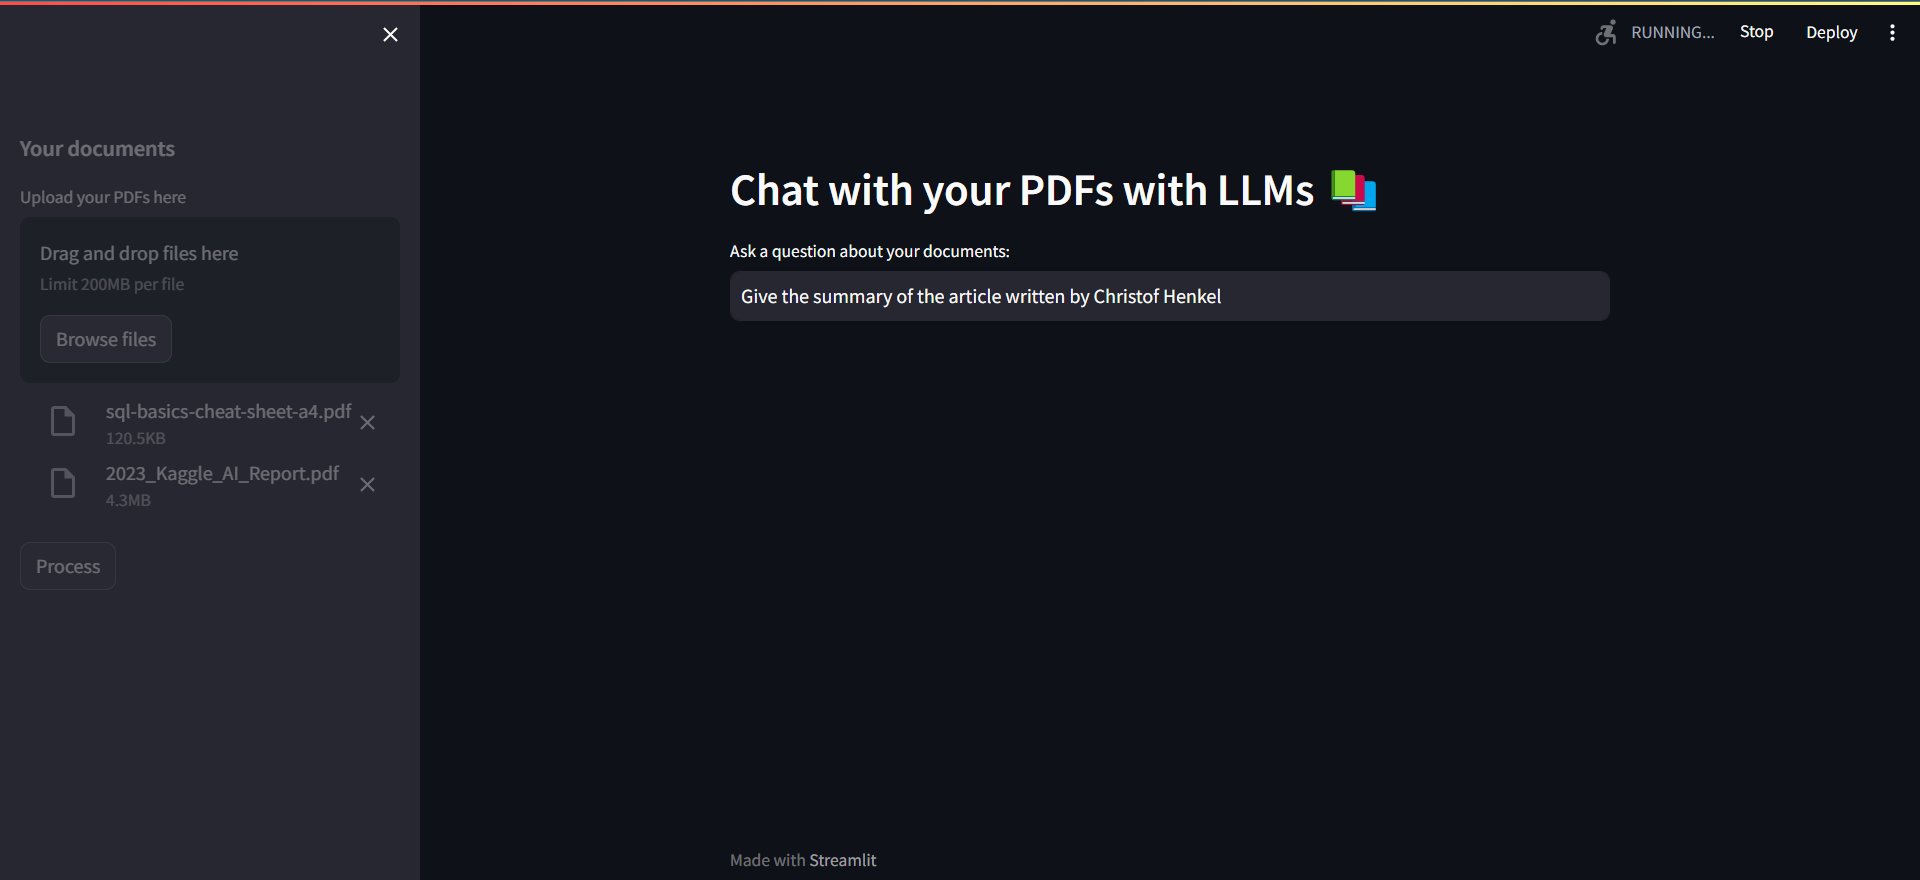 RUNNING...
Stop
Deploy
Your documents
Upload your PDFs here
Drag and drop files here
Limit 200MB per file
Browse files
sql-basics-cheat-sheet-a4.pdf
120.5KB
2023_Kaggle_AI_Report.pdf
4.3MB
Process
Chat with your PDFs with LLMs
Ask a question about your documents:
Give the summary of the article written by Christof Henkel
Made with Streamlit